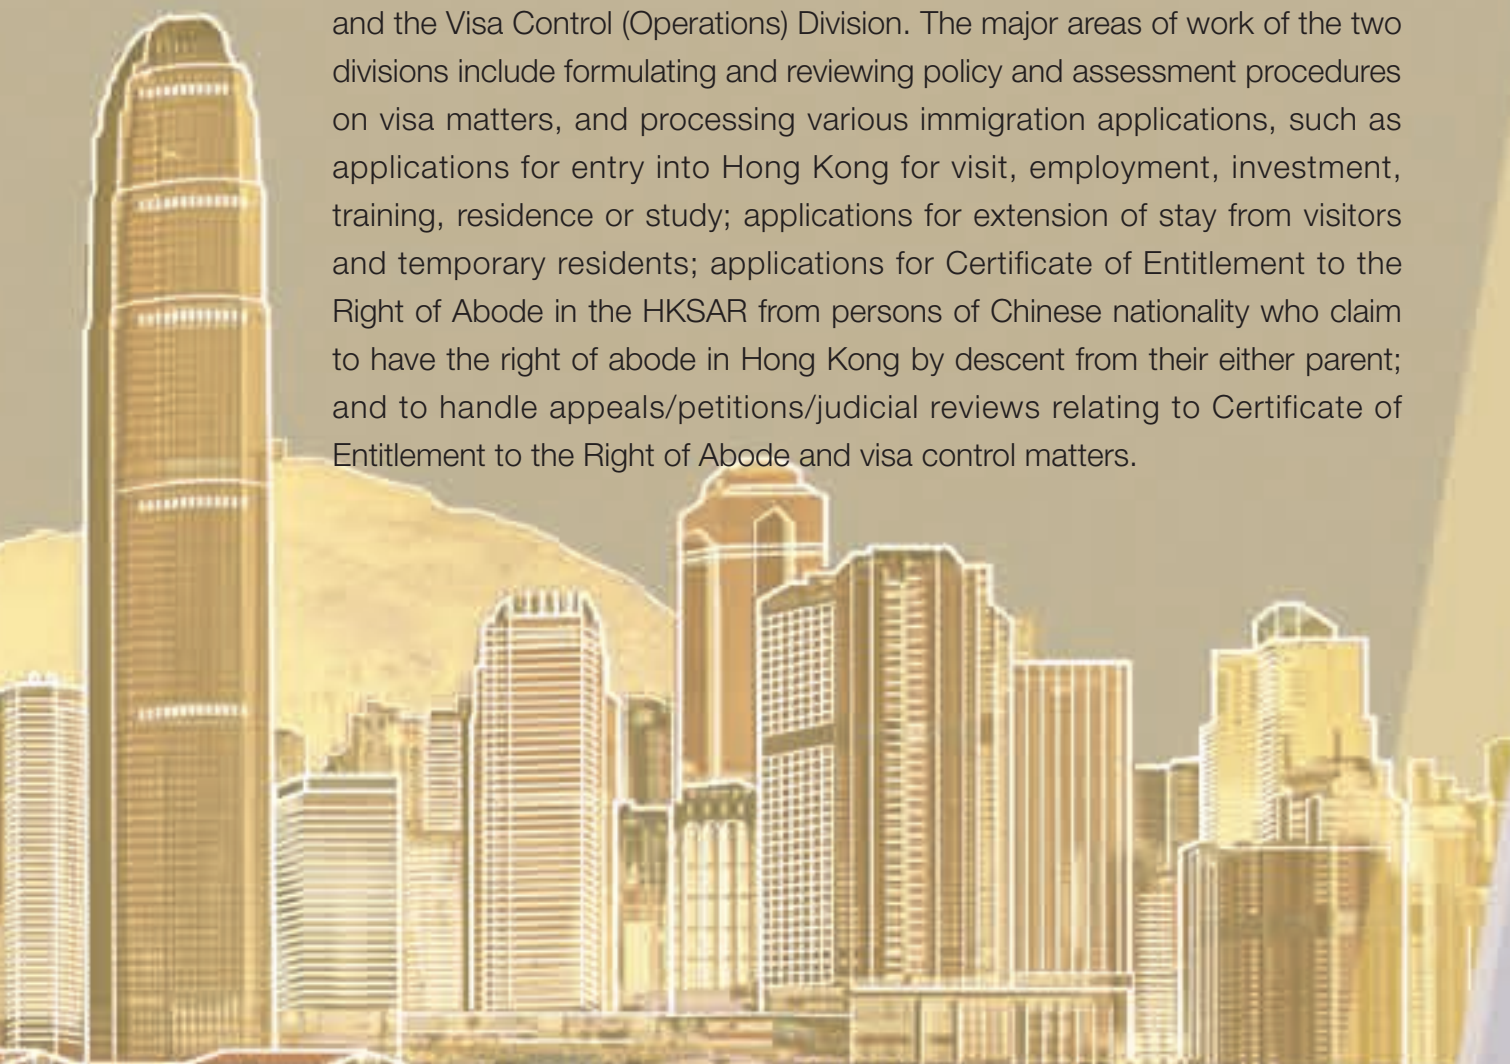 and the Visa Control (Operations) Division. The major areas of work of the two
divisions include formulating and reviewing policy and assessment procedures
on visa matters, and processing various immigration applications, such as
applications for entry into Hong Kong for visit, employment, investment,
training, residence or study; applications for extension of stay from visitors
and temporary residents; applications for Certificate of Entitlement to the
Right of Abode in the HKSAR from persons of Chinese nationality who claim
to have the right of abode in Hong Kong by descent from their either parent;
and to handle appeals/petitions/judicial reviews relating to Certificate of
Entitlement to the Right of Abode and visa control matters.